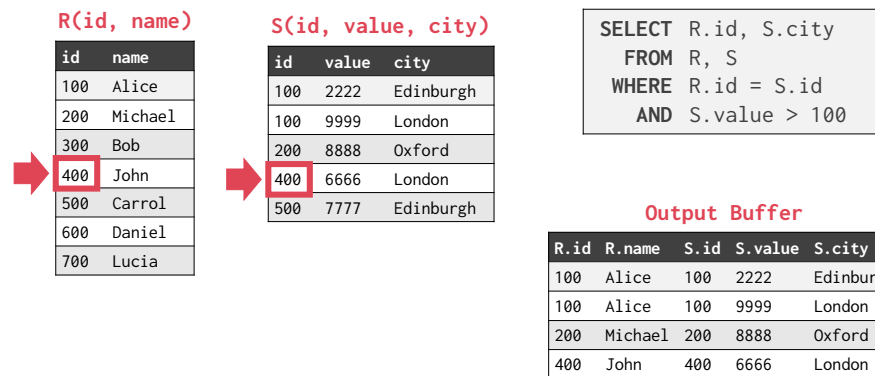 R(id, name)
id name
100 Alice
200 Michael
300 Bob
400 John
500 Carrol
600 Daniel
700 Lucia
S(id, value, city)
id value city
100 2222 Edinburgh
100 9999 London
200 8888 Oxford
400 6666 London
500 7777 Edinburgh
SELECT R.id, S.city
FROM R, S
WHERE R.id = S.id
AND S.value > 100
Output Buffer
R.id R.name S.id S.value S.city
100 Alice 100 2222 Edinbur
100 Alice 100 9999 London
200 Michael 200 8888 Oxford
400 John 400 6666 London